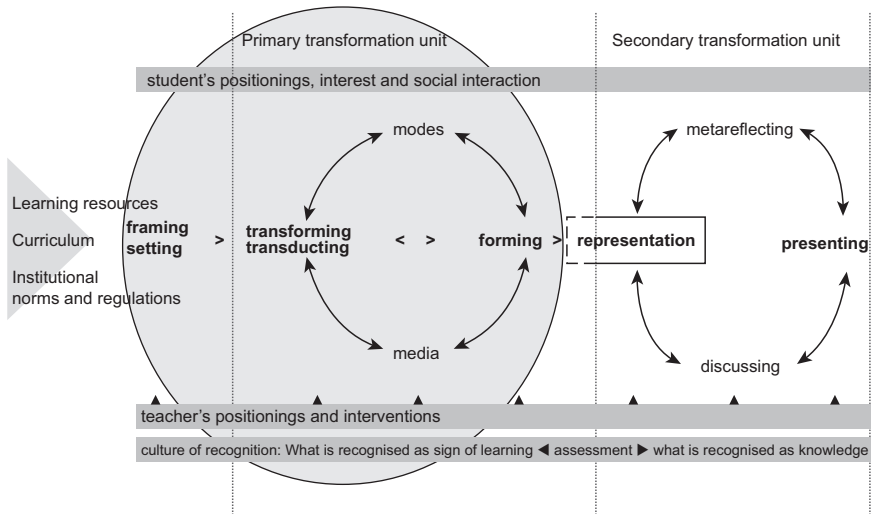 Primary transformation unit
Secondary transformation unit
student's positionings, interest and social interaction
modes
metareflecting
Learning resources
Curriculum
Institutional
norms and regulations
framing
setting
>
transforming
transducting
< >
forming >
representation
presenting
media
discussing
teacher's positionings and interventions
culture of recognition: What is recognised as sign of learning ◀ assessment ▶ what is recognised as knowledge